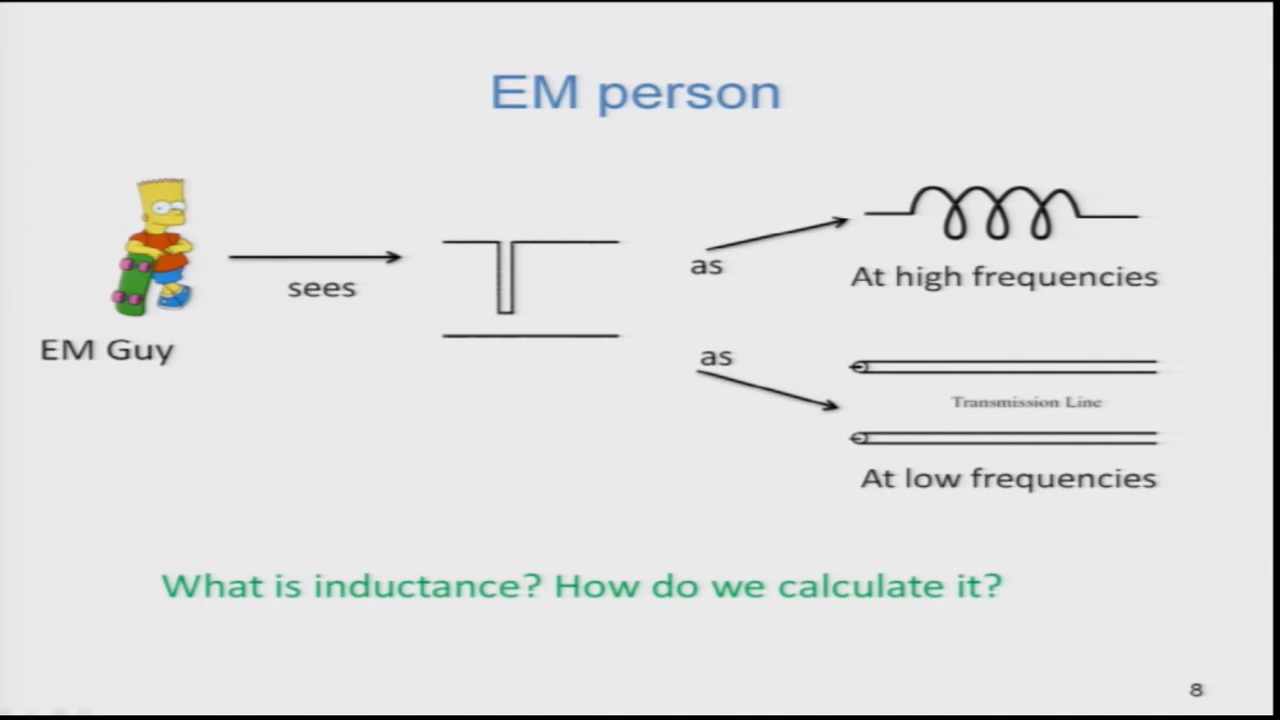 EM person
EM Guy
sees
as
At high frequencies
as
Transmission Line
At low frequencies
What is inductance? How do we calculate it?
8